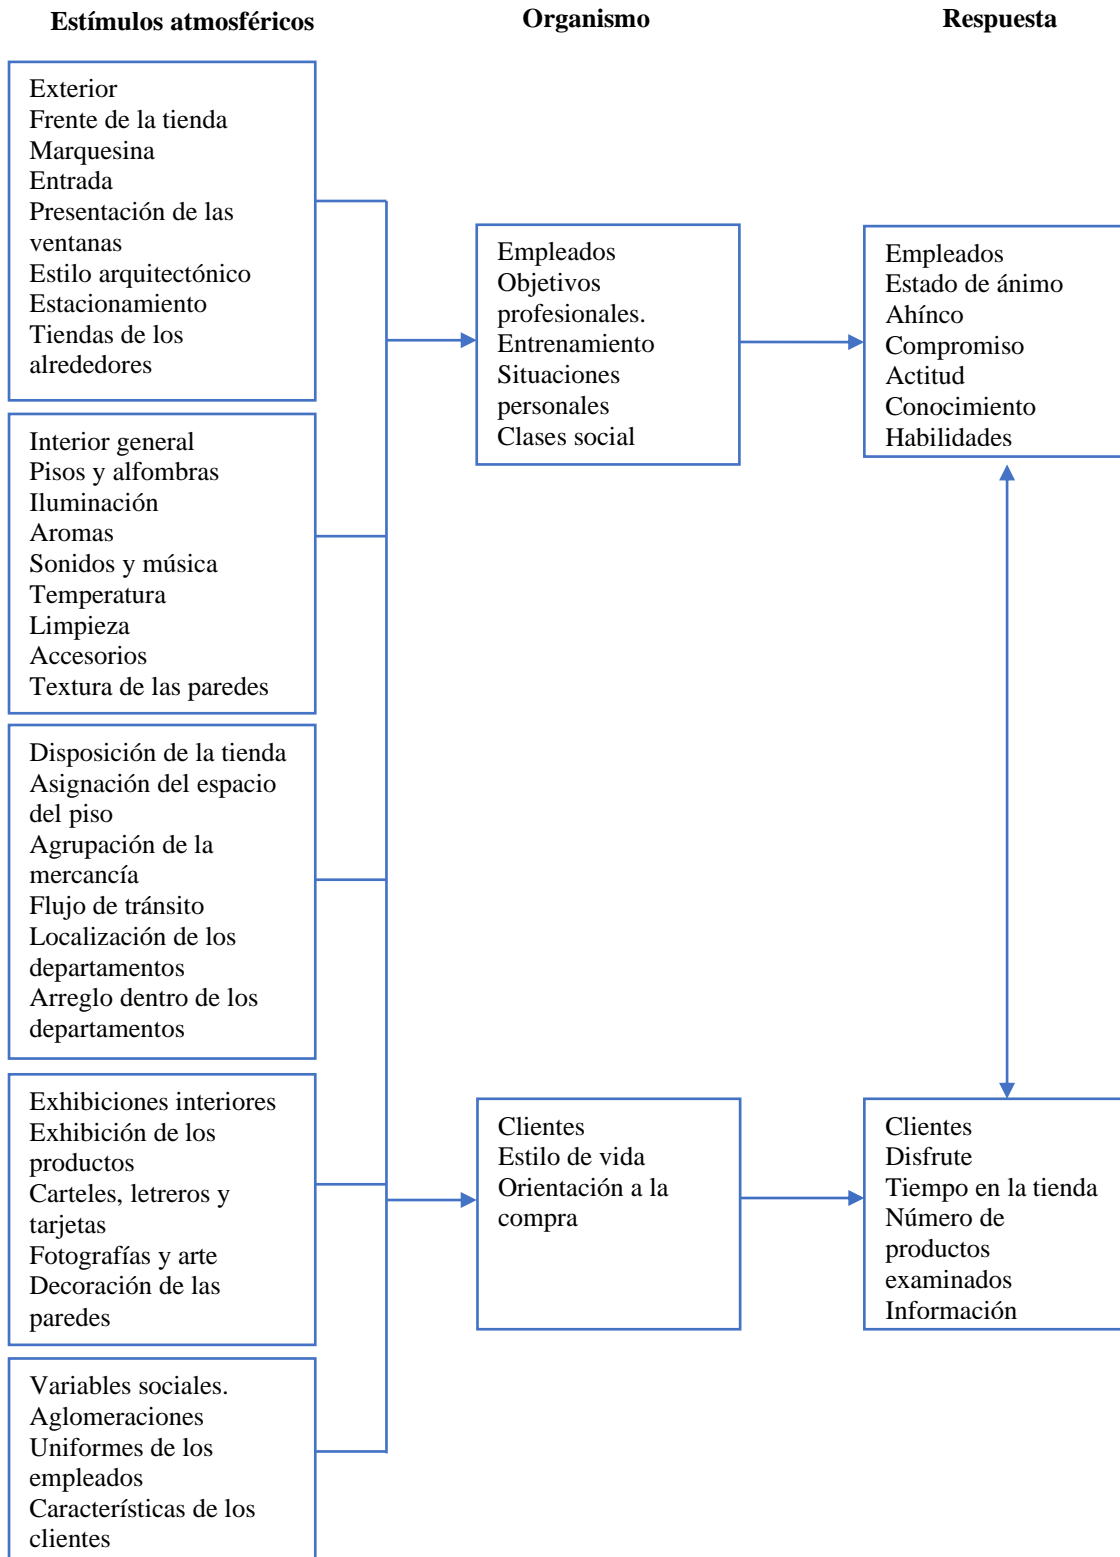 Estímulos atmosféricos
Organismo
Respuesta
Exterior
Frente de la tienda
Marquesina
Entrada
Presentación de las
ventanas
Estilo arquitectónico
Estacionamiento
Tiendas de los
alrededores
Interior general
Pisos y alfombras
Iluminación
Aromas
Sonidos y música
Temperatura
Limpieza
Accesorios
Textura de las paredes
Disposición de la tienda
Asignación del espacio
del piso
Agrupación de la
mercancía
Flujo de tránsito
Localización de los
departamentos
Arreglo dentro de los
departamentos
Exhibiciones interiores
Exhibición de los
productos
Carteles, letreros y
tarjetas
Fotografías y arte
Decoración de las
paredes
Variables sociales.
Aglomeraciones
Uniformes de los
empleados
Características de los
clientes
Empleados
Objetivos
profesionales.
Entrenamiento
Situaciones
personales
Clases social
Clientes
Estilo de vida
Orientación a la
compra
Empleados
Estado de ánimo
Ahínco
Compromiso
Actitud
Conocimiento
Habilidades
Clientes
Disfrute
Tiempo en la tienda
Número de
productos
examinados
Información